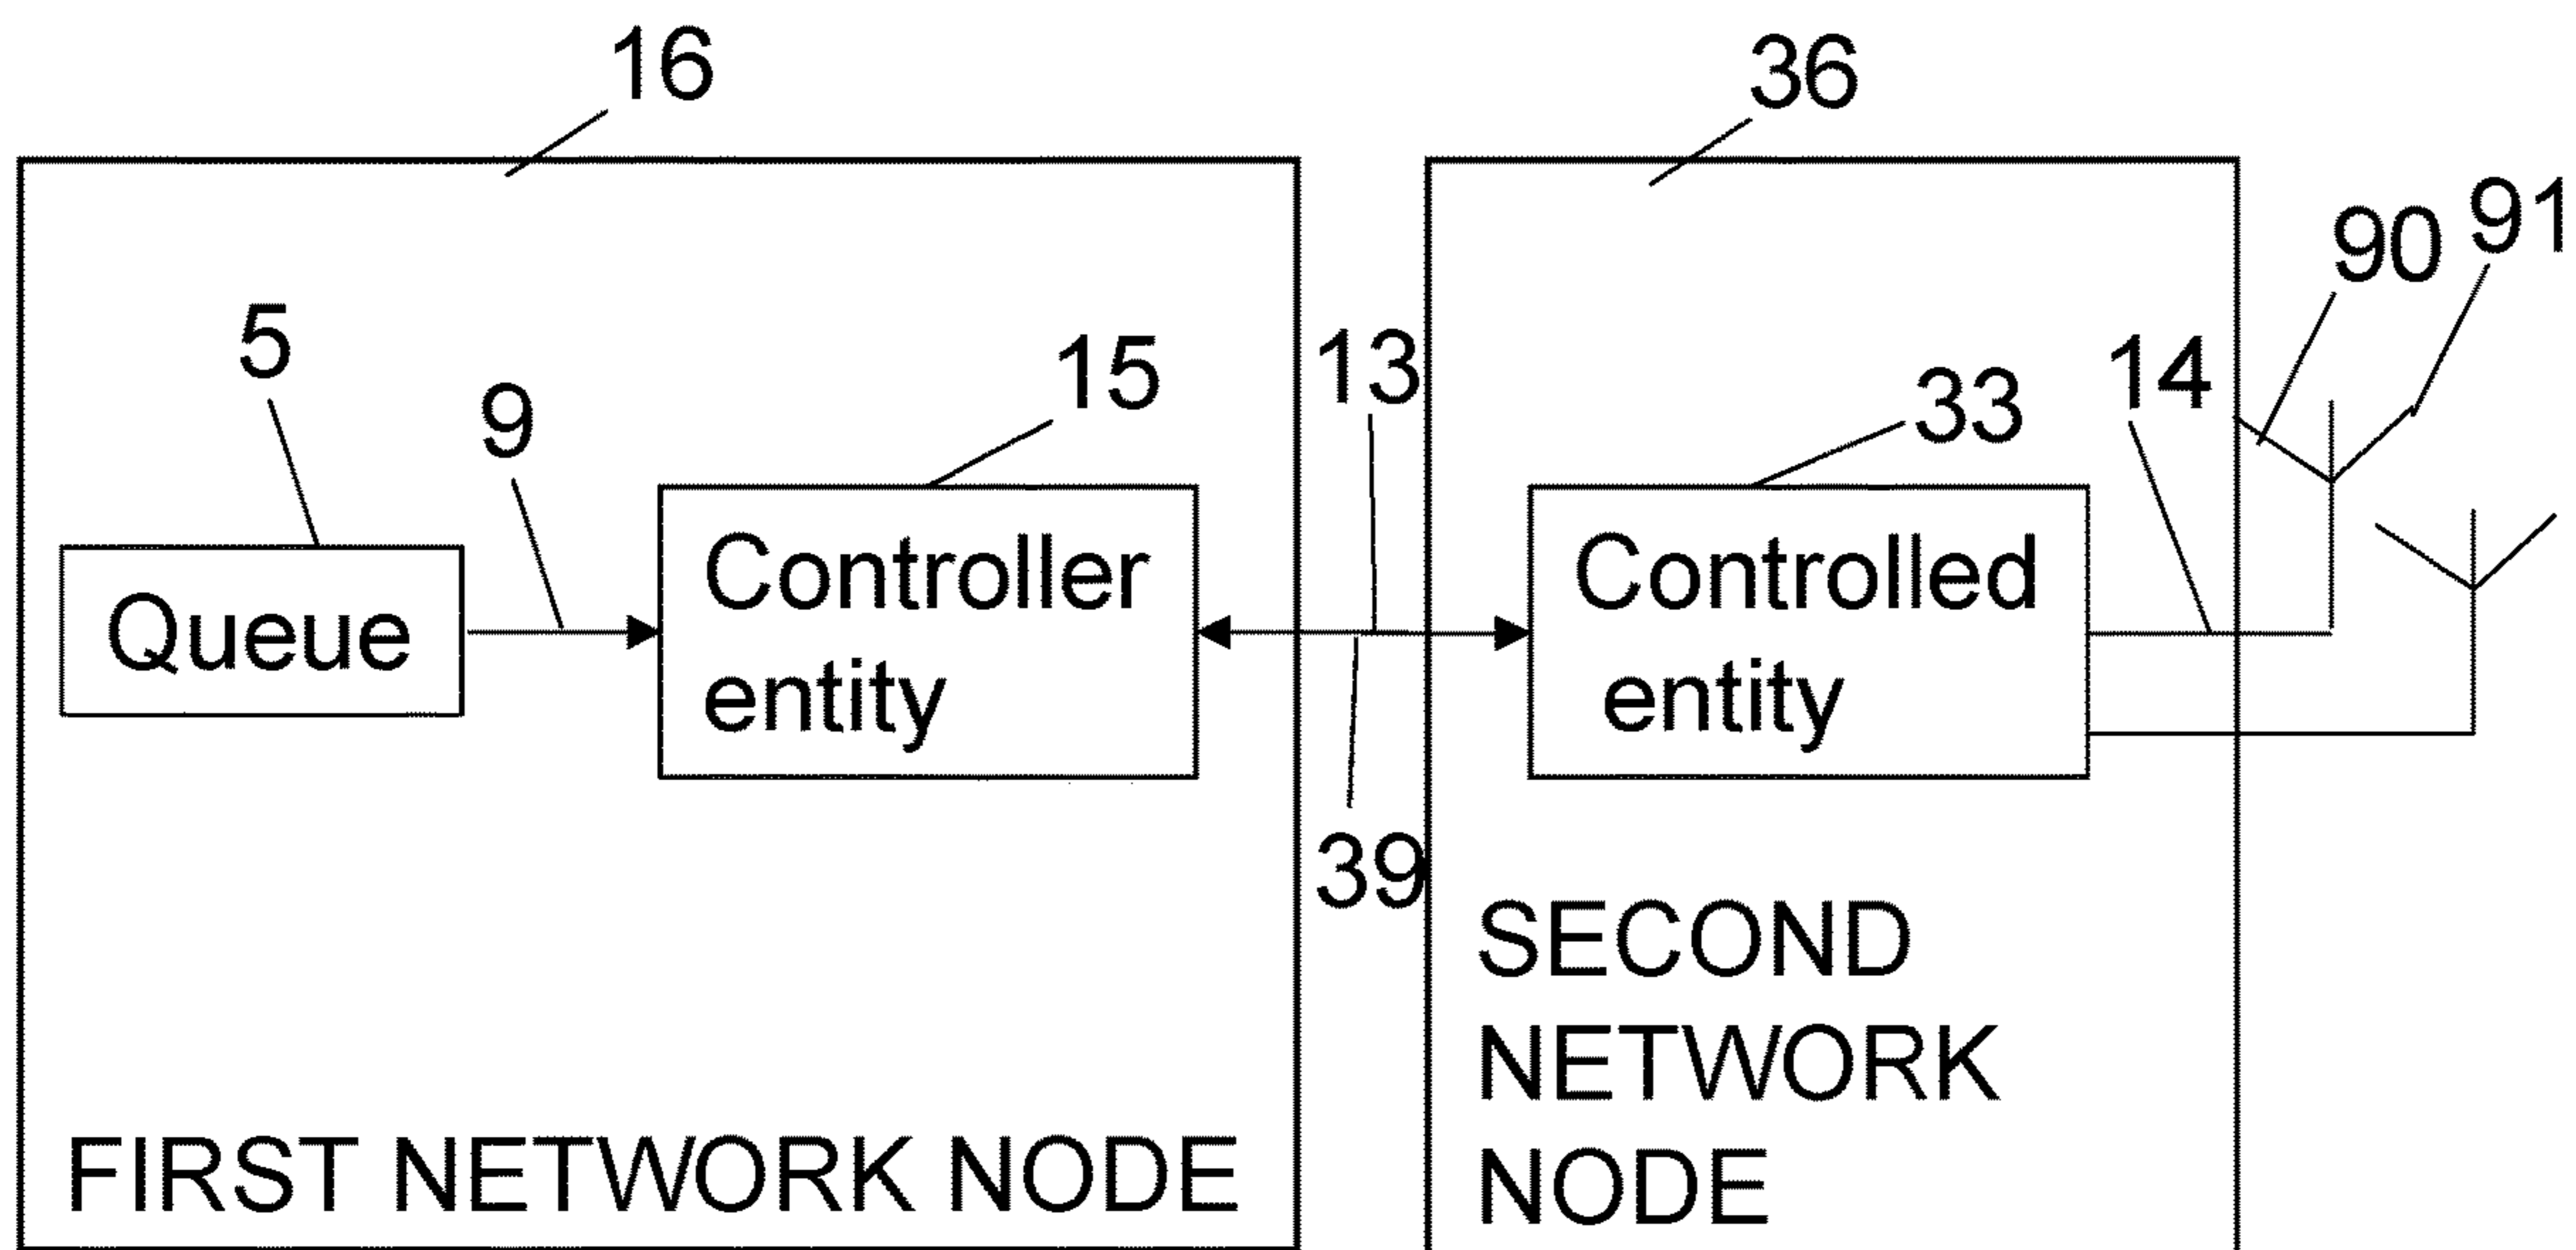 16
36
90
91
5
9
15
13
33
14
Queue
Controller
entity
Controlled
entity
39
FIRST NETWORK NODE
SECOND
NETWORK
NODE